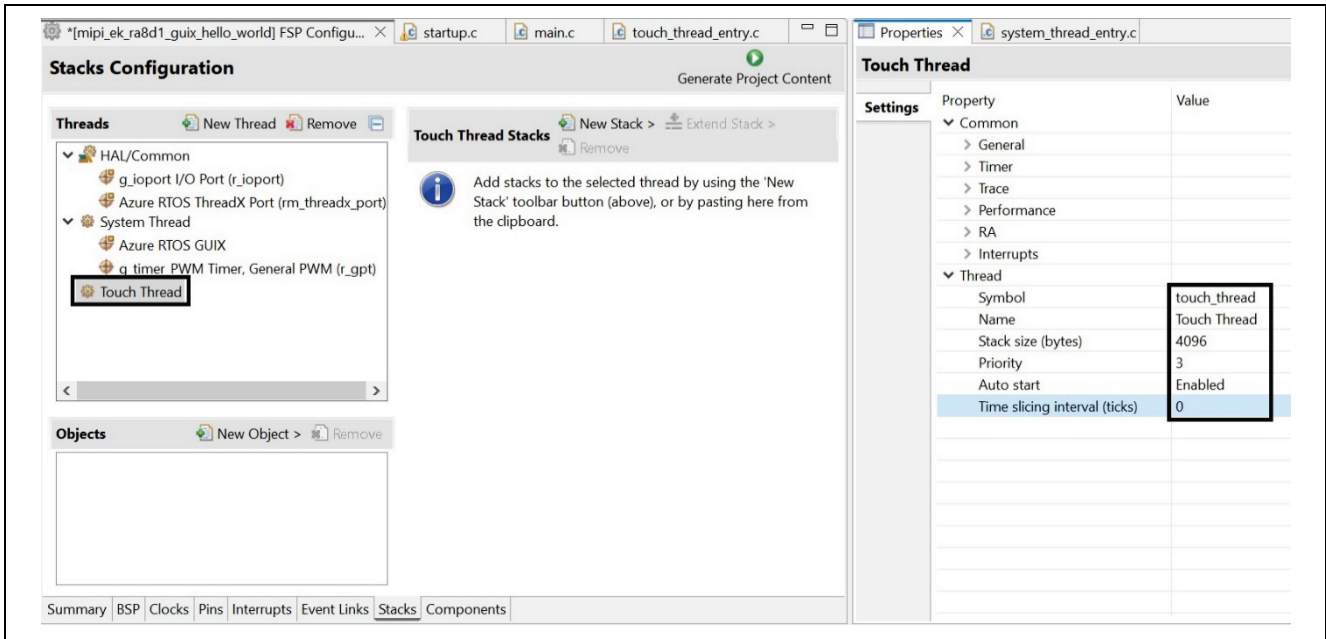 *[mipi_ek_ra8d1_guix_hello_world] FSP Configu...
startup.c
main.c
touch_thread_entry.c
Stacks Configuration
Generate Project Content
Threads
New Thread
Remove
HAL/Common
g_ioport I/O Port (r_ioport)
Azure RTOS ThreadX Port (rm_threadx_port)
System Thread
Azure RTOS GUIX
g_timer_PWM Timer, General PWM (r_gpt)
Touch Thread
Objects
New Object >
Remove
Touch Thread Stacks
New Stack >
Extend Stack >
Remove
Add stacks to the selected thread by using the 'New
Stack' toolbar button (above), or by pasting here from
the clipboard.
Summary BSP Clocks Pins Interrupts Event Links Stacks Components
Properties
system_thread_entry.c
Touch Thread
Settings
Property Value
Common
General
Timer
Trace
Performance
RA
Interrupts
Thread
Symbol touch_thread
Name Touch Thread
Stack size (bytes) 4096
Priority 3
Auto start Enabled
Time slicing interval (ticks) 0